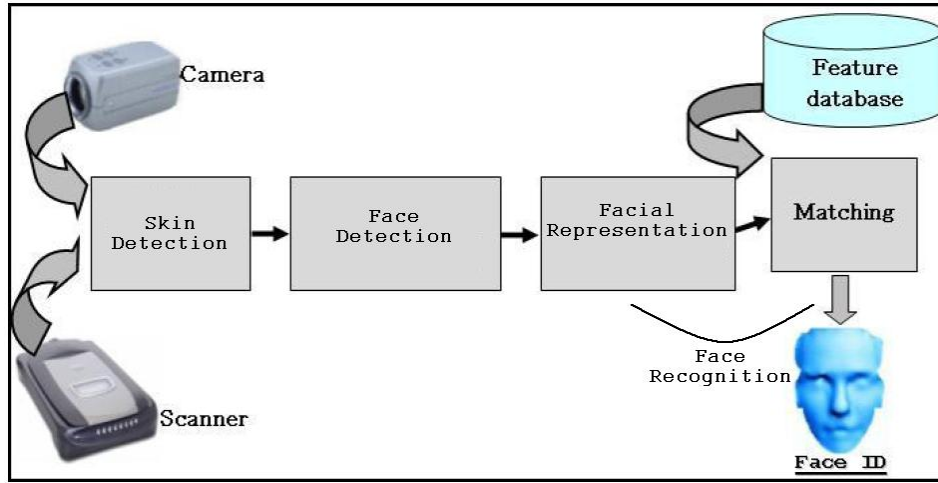 Camera
Feature
database
Skin
Detection
Face
Detection
Facial
Representation
Matching
Face
Recognition
Scanner
Face ID